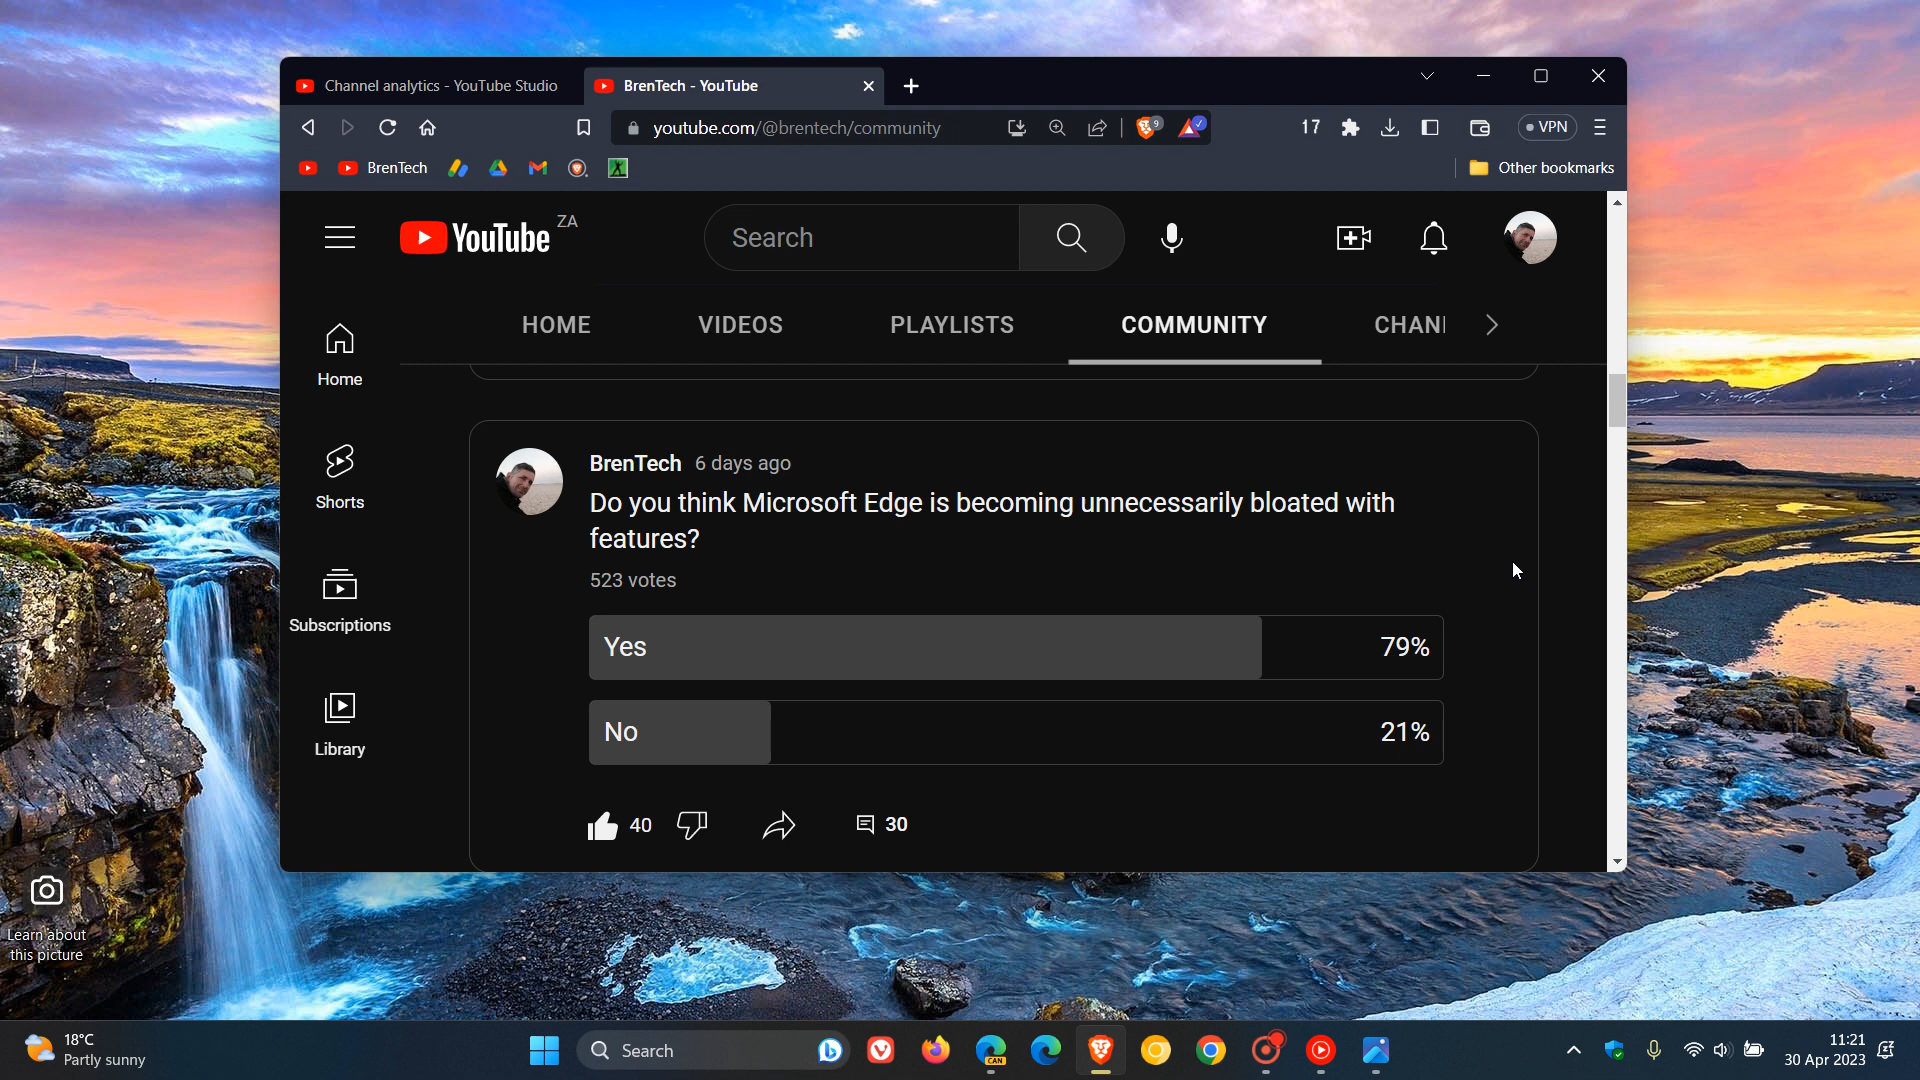 Channel analytics - YouTube Studio
BrenTech - YouTube
youtube.com/@brentech/community
9
17
VPN
BrenTech
Other bookmarks
YouTube ZA
Search
HOME
VIDEOS
PLAYLISTS
COMMUNITY
CHAN
Home
Shorts
Subscriptions
Library
BrenTech 6 days ago
Do you think Microsoft Edge is becoming unnecessarily bloated with
features?
523 votes
Yes 79%
No 21%
40
30
Learn about
this picture
18°C
Partly sunny
Search
CAN
11:21
30 Apr 2023